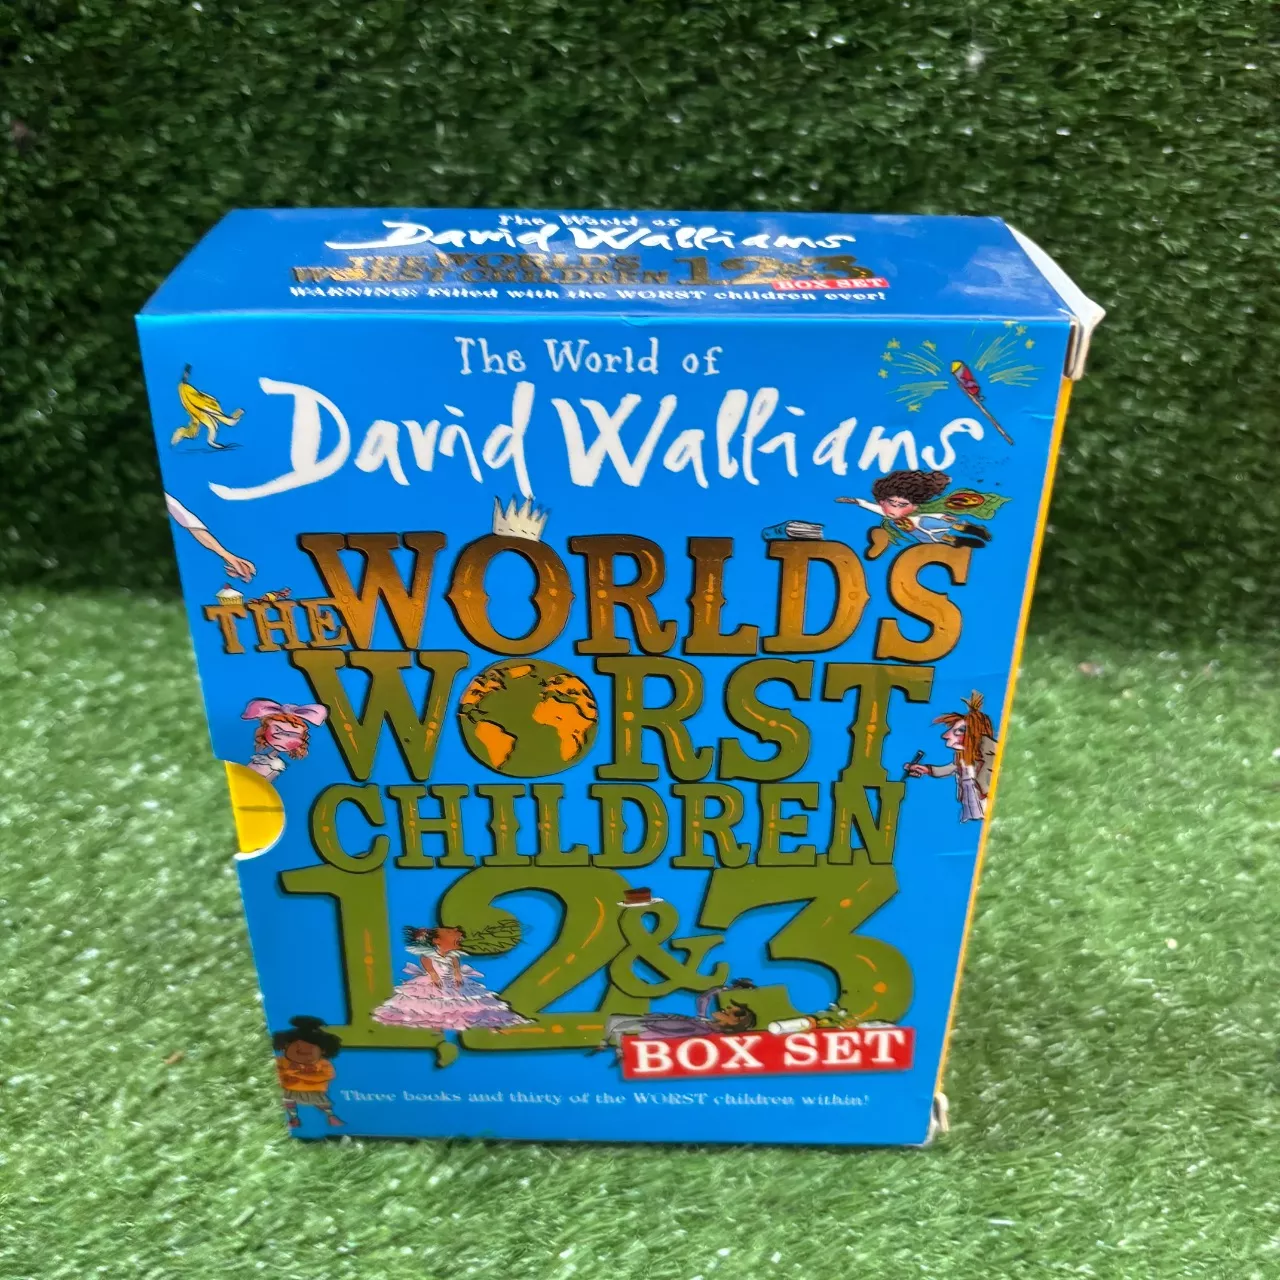 The World of
David Walliams
THE WORLD'S
WORST CHILDREN 1,2&3
BOX SET
WARNING: Filled with the WORST children ever!
The World of
David Walliams
THE WORLD'S
WORST
CHILDREN
1,2&3
BOX SET
Three books and thirty of the WORST children within!